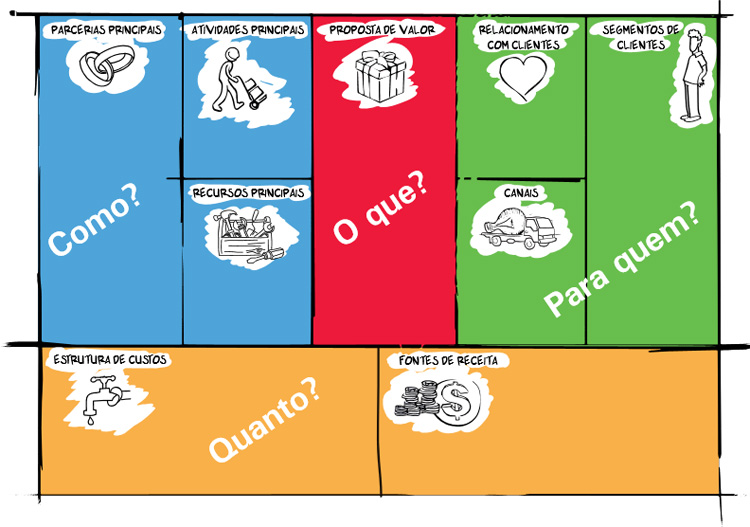 PARCERIAS PRINCIPAIS
ATIVIDADES PRINCIPAIS
PROPOSTA DE VALOR
RELACIONAMENTO
COM CLIENTES
SEGMENTOS DE
CLIENTES
RECURSOS PRINCIPAIS
CANAIS
Como?
O que?
Para quem?
ESTRUTURA DE CUSTOS
FONTES DE RECEITA
$
Quanto?